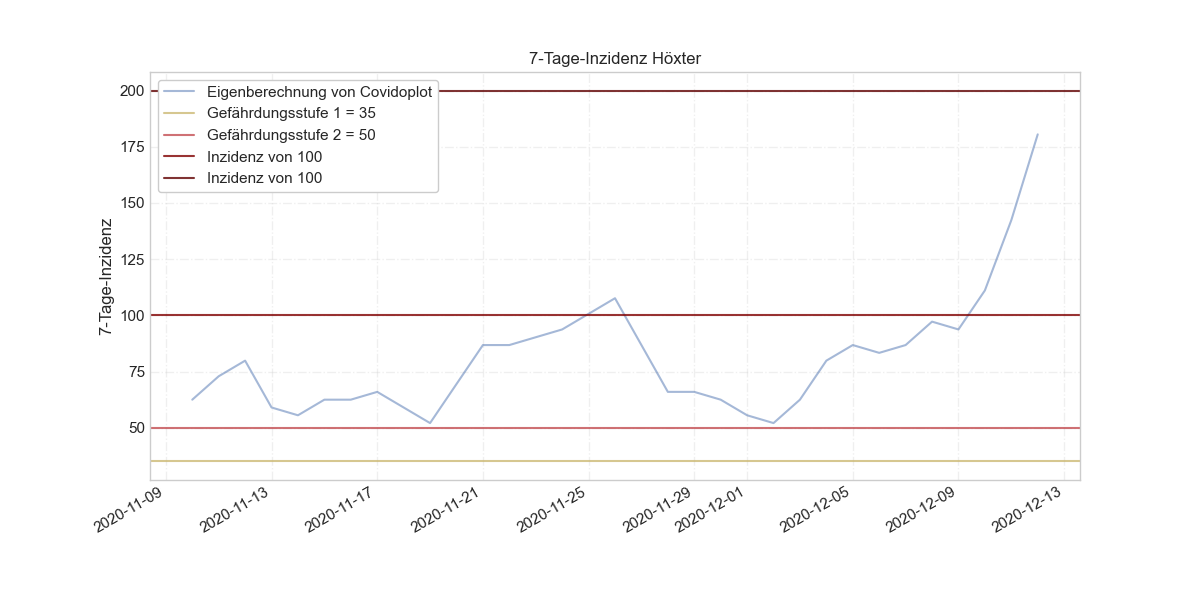 7-Tage-Inzidenz Höxter
Eigenberechnung von Covidoplot
Gefährdungsstufe 1 = 35
Gefährdungsstufe 2 = 50
Inzidenz von 100
Inzidenz von 100
7-Tage-Inzidenz
200
175
150
125
100
75
50
2020-11-09
2020-11-13
2020-11-17
2020-11-21
2020-11-25
2020-11-29
2020-12-01
2020-12-05
2020-12-09
2020-12-13